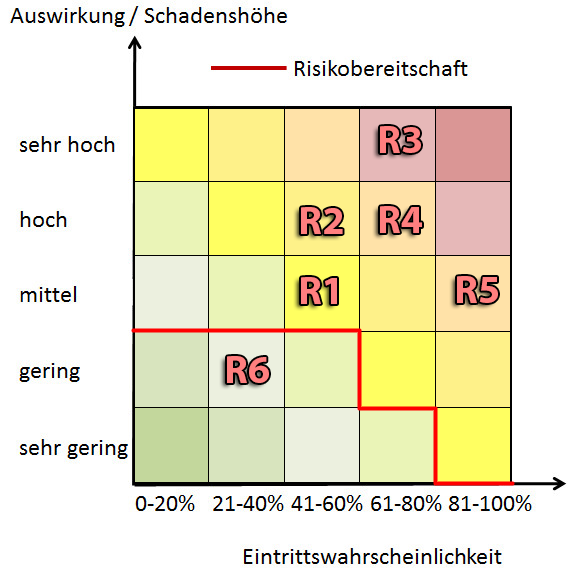 Auswirkung / Schadenshöhe
Risikobereitschaft
sehr hoch
R3
hoch
R2 R4
mittel
R1 R5
gering
R6
sehr gering
0-20% 21-40% 41-60% 61-80% 81-100%
Eintrittswahrscheinlichkeit